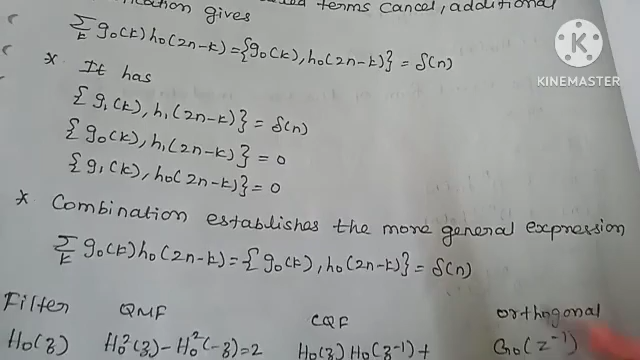 gives terms cancel, additional
Σ g₀(k) h₀(2n-k) = {g₀(k), h₀(2n-k)} = δ(n)
k
* It has
{g₁(k), h₁(2n-k)} = δ(n)
{g₀(k), h₁(2n-k)} = 0
{g₁(k), h₀(2n-k)} = 0
* Combination establishes the more general expression
Σ g₀(k) h₀(2n-k) = {g₀(k), h₀(2n-k)} = δ(n)
k
Filter QMF CQF orthogonal
H₀(z) H₀²(z) - H₀²(-z) = 2 H₀(z) H₀(z⁻¹) + G₀(z⁻¹)
KINEMASTER